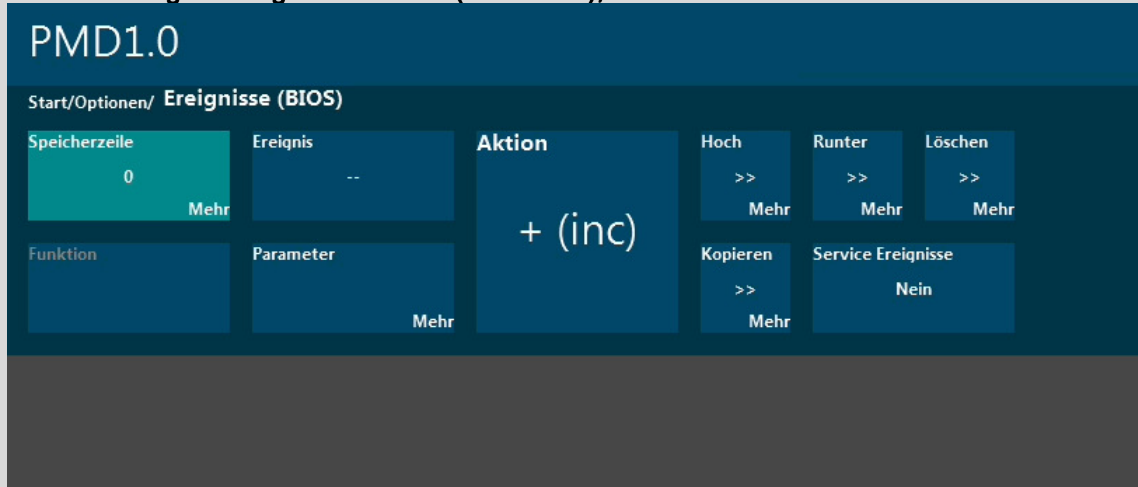 PMD1.0
Start/Optionen/ Ereignisse (BIOS)
Speicherzeile
0
Mehr
Ereignis
--
Aktion
+ (inc)
Hoch
>>
Mehr
Runter
>>
Mehr
Löschen
>>
Mehr
Funktion
Parameter
Mehr
Kopieren
>>
Mehr
Service Ereignisse
Nein